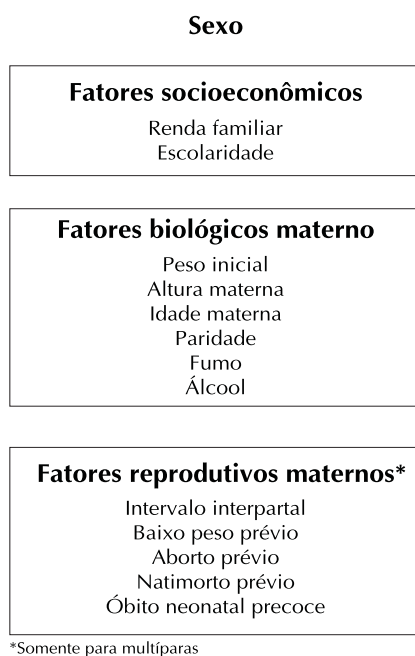 Sexo
Fatores socioeconômicos
Renda familiar
Escolaridade
Fatores biológicos materno
Peso inicial
Altura materna
Idade materna
Paridade
Fumo
Álcool
Fatores reprodutivos maternos*
Intervalo interpartal
Baixo peso prévio
Aborto prévio
Natimorto prévio
Óbito neonatal precoce
*Somente para multíparas